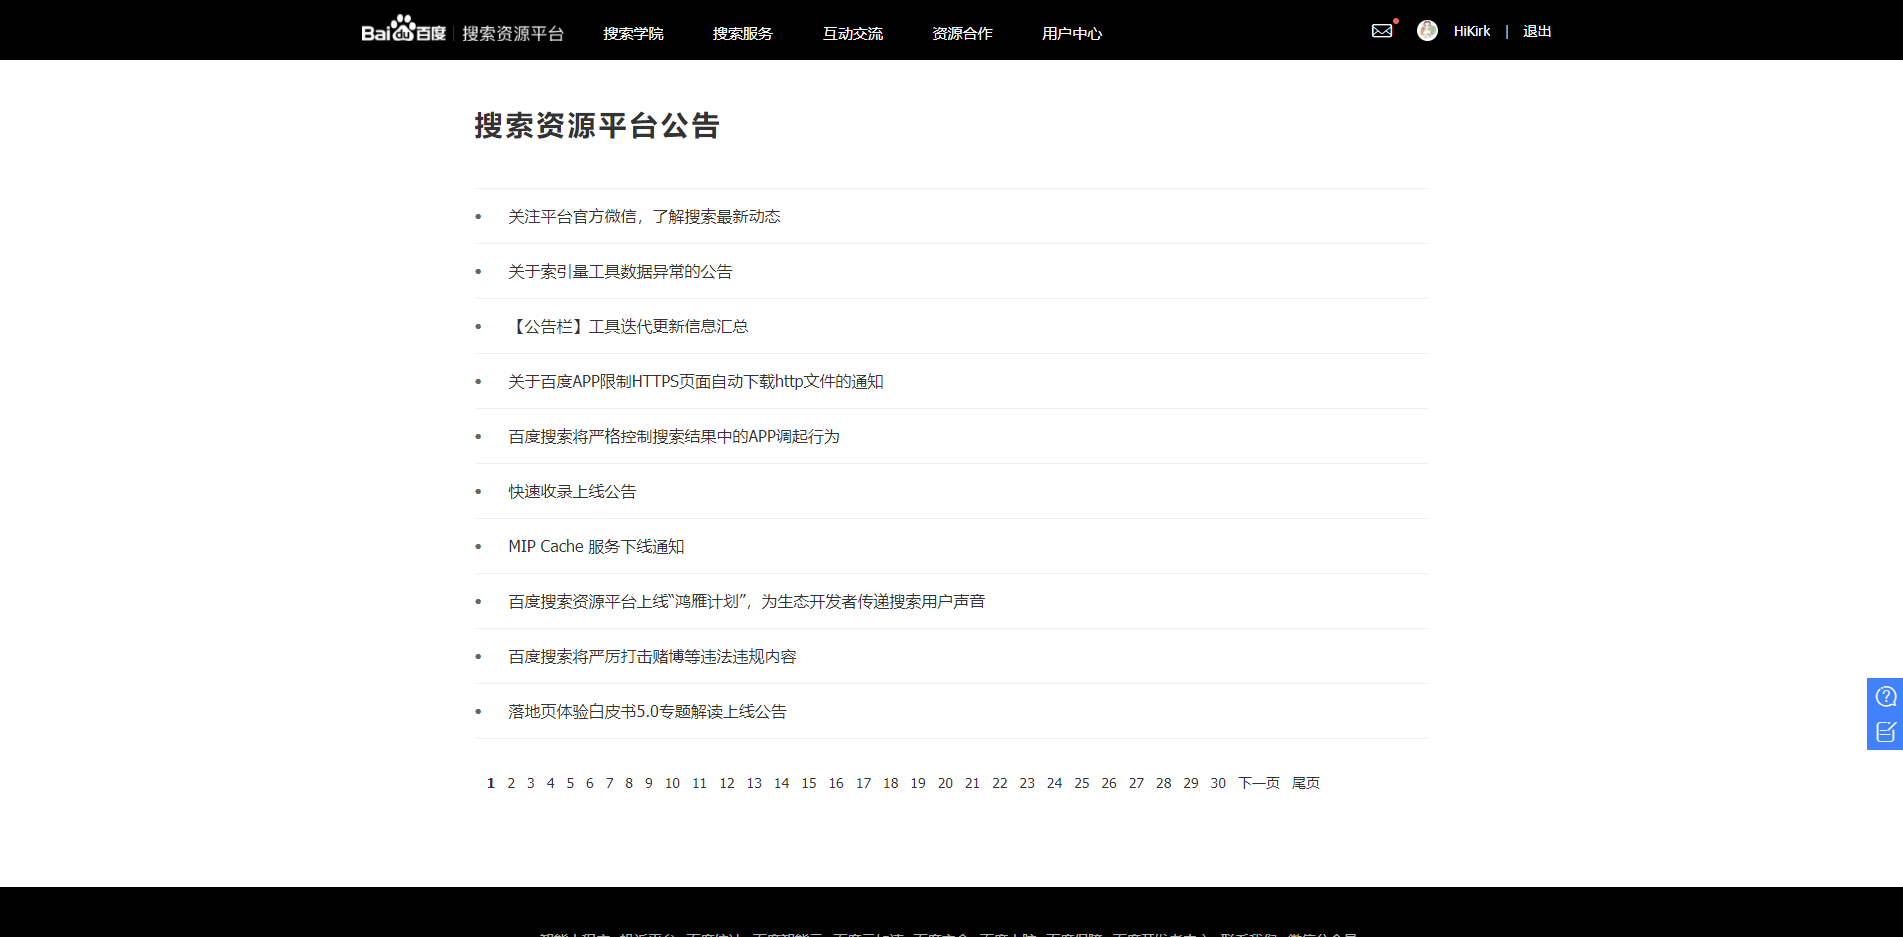 Bai du 百度 | 搜索资源平台 搜索学院 搜索服务 互动交流 资源合作 用户中心 HiKirk | 退出
搜索资源平台公告
• 关注平台官方微信，了解搜索最新动态
• 关于索引量工具数据异常的公告
• 【公告栏】工具迭代更新信息汇总
• 关于百度APP限制HTTPS页面自动下载http文件的通知
• 百度搜索将严格控制搜索结果中的APP调起行为
• 快速收录上线公告
• MIP Cache 服务下线通知
• 百度搜索资源平台上线“鸿雁计划”，为生态开发者传递搜索用户声音
• 百度搜索将严厉打击赌博等违法违规内容
• 落地页体验白皮书5.0专题解读上线公告
1 2 3 4 5 6 7 8 9 10 11 12 13 14 15 16 17 18 19 20 21 22 23 24 25 26 27 28 29 30 下一页 尾页